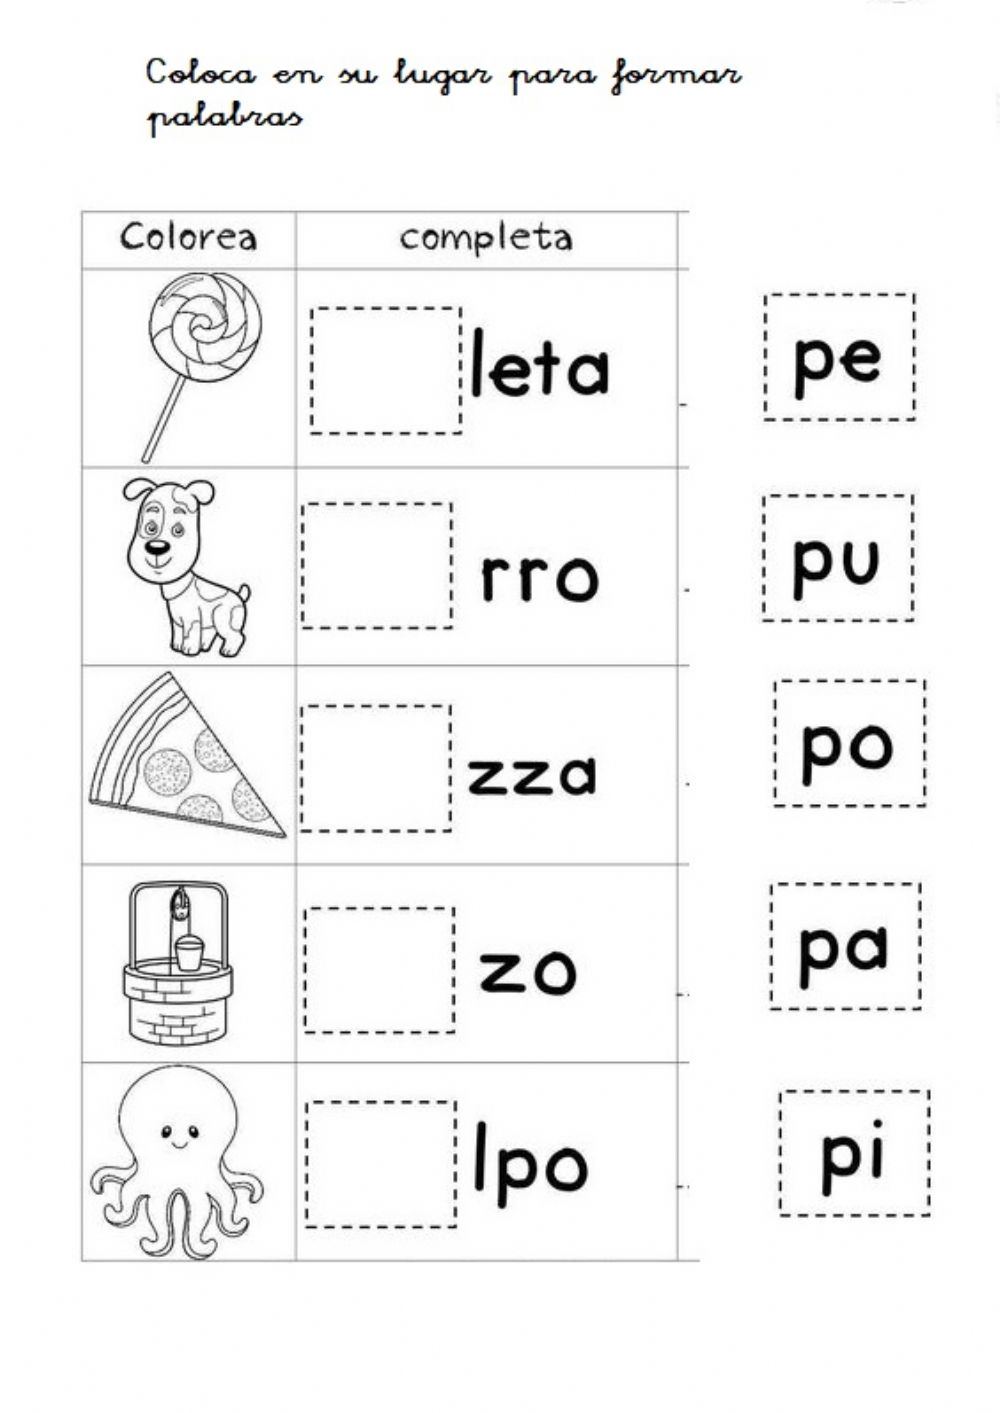 Coloca en su lugar para formar
palabras
Colorea completa
leta pe
rro pu
zza po
zo pa
lpo pi